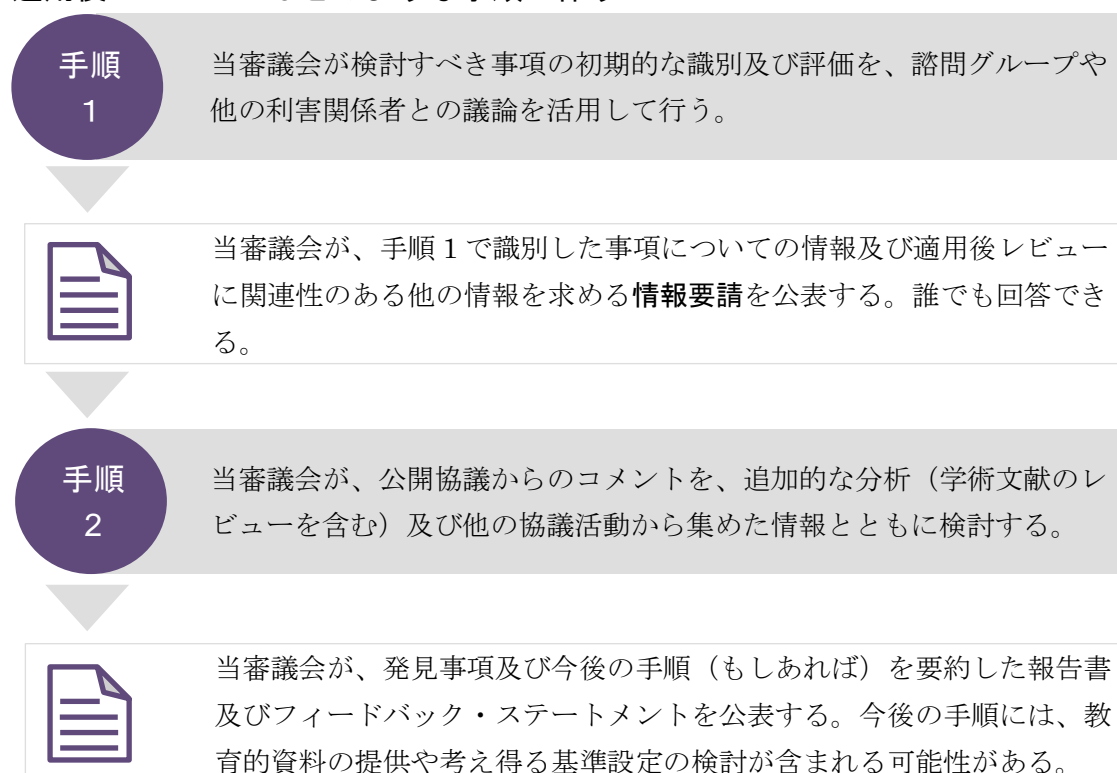 手順
1
当審議会が検討すべき事項の初期的な識別及び評価を、諮問グループや
他の利害関係者との議論を活用して行う。
当審議会が、手順1で識別した事項についての情報及び適用後レビュー
に関連性のある他の情報を求める情報要請を公表する。誰でも回答でき
る。
手順
2
当審議会が、公開協議からのコメントを、追加的な分析（学術文献のレ
ビューを含む）及び他の協議活動から集めた情報とともに検討する。
当審議会が、発見事項及び今後の手順（もしあれば）を要約した報告書
及びフィードバック・ステートメントを公表する。今後の手順には、教
育的資料の提供や考え得る基準設定の検討が含まれる可能性がある。